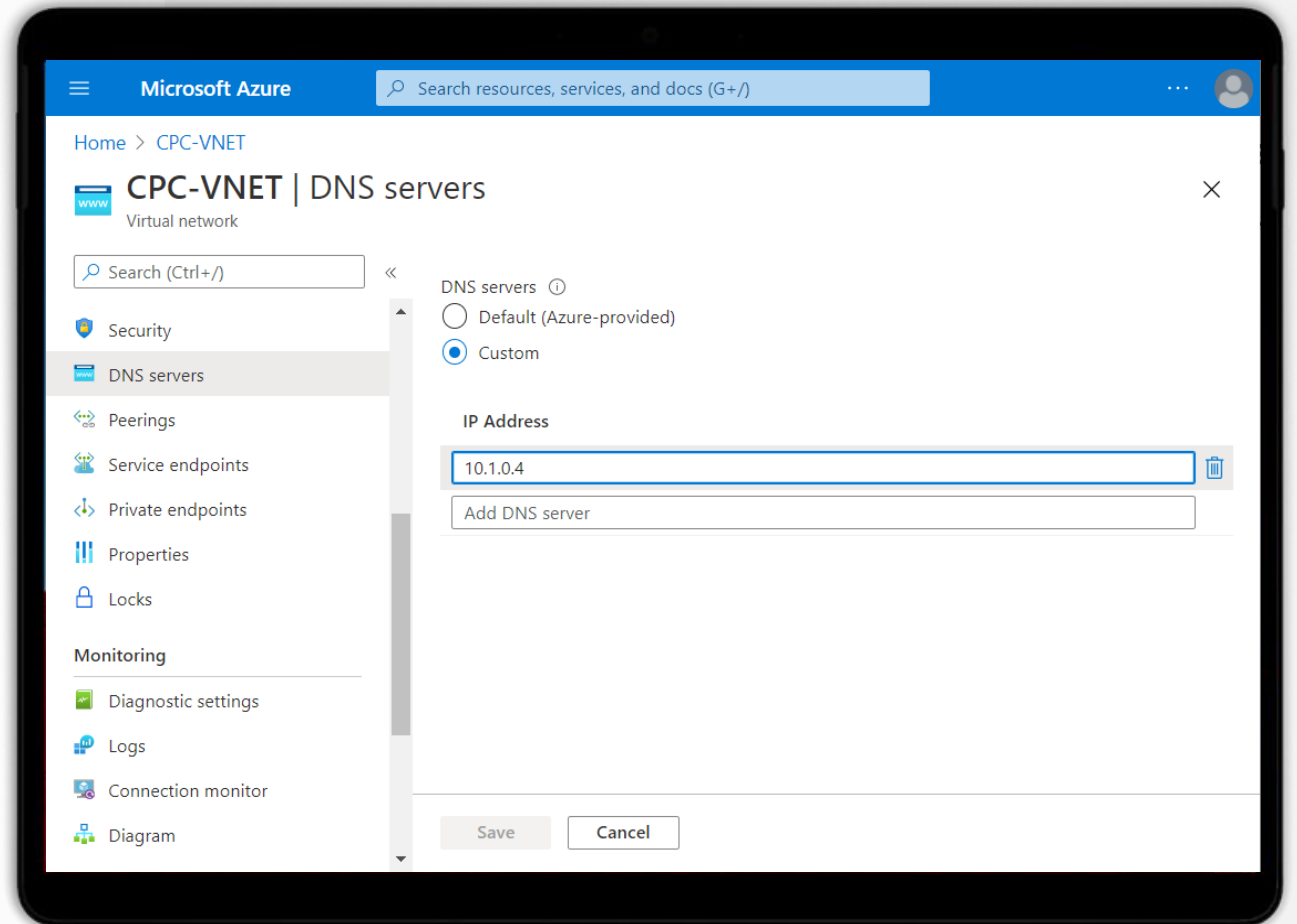 Microsoft Azure
Search resources, services, and docs (G+/)
Home > CPC-VNET
www
CPC-VNET | DNS servers
Virtual network
Search (Ctrl+/)
Security
www
DNS servers
Peerings
Service endpoints
Private endpoints
Properties
Locks
Monitoring
Diagnostic settings
Logs
Connection monitor
Diagram
DNS servers
Default (Azure-provided)
Custom
IP Address
10.1.0.4
Add DNS server
Save
Cancel